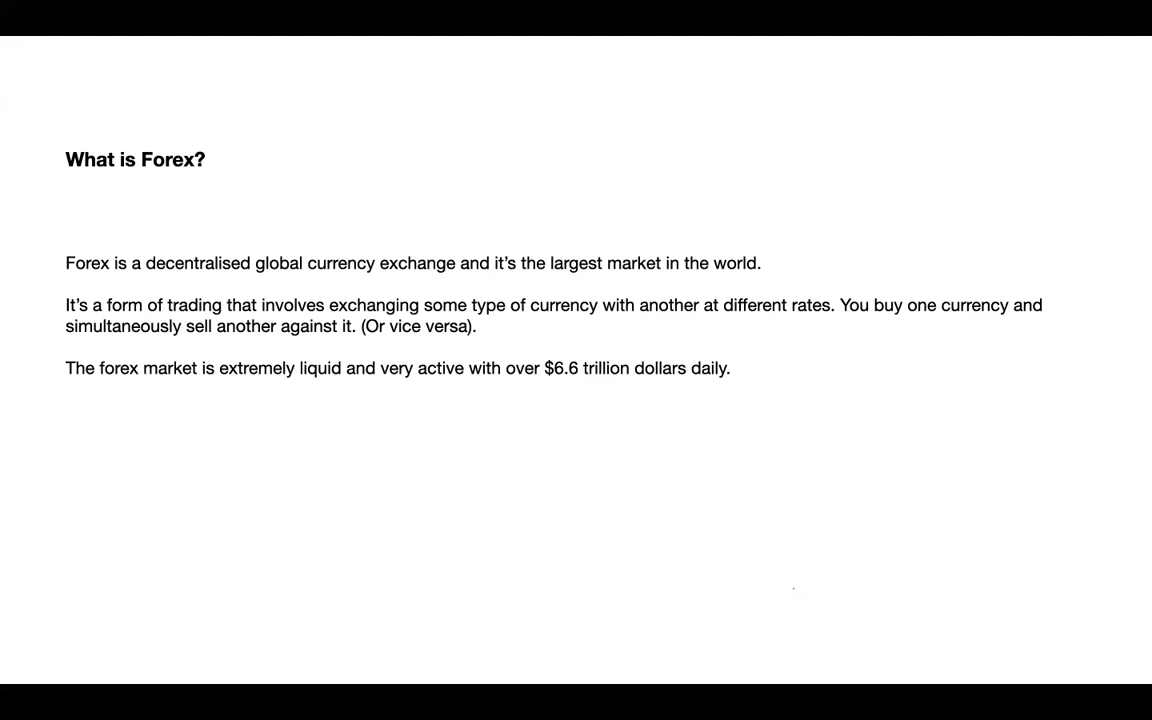 What is Forex?
Forex is a decentralised global currency exchange and it’s the largest market in the world.
It’s a form of trading that involves exchanging some type of currency with another at different rates. You buy one currency and
simultaneously sell another against it. (Or vice versa).
The forex market is extremely liquid and very active with over $6.6 trillion dollars daily.